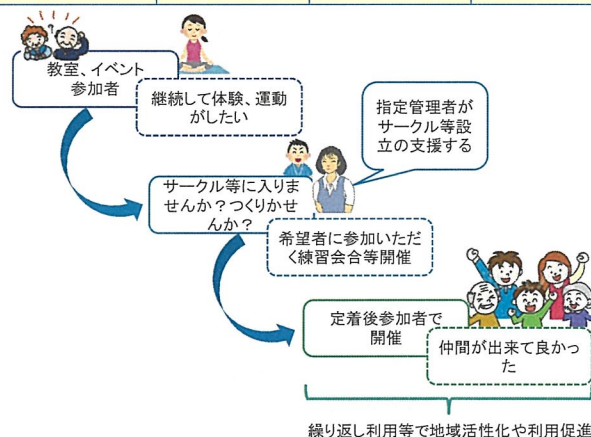 教室、イベント
参加者
継続して体験、運動
がしたい
指定管理者が
サークル等設
立の支援する
サークル等に入りま
せんか？つくりかせ
んか？
希望者に参加いただ
く練習会合等開催
定着後参加者で
開催
仲間が出来て良かっ
た
繰り返し利用等で地域活性化や利用促進